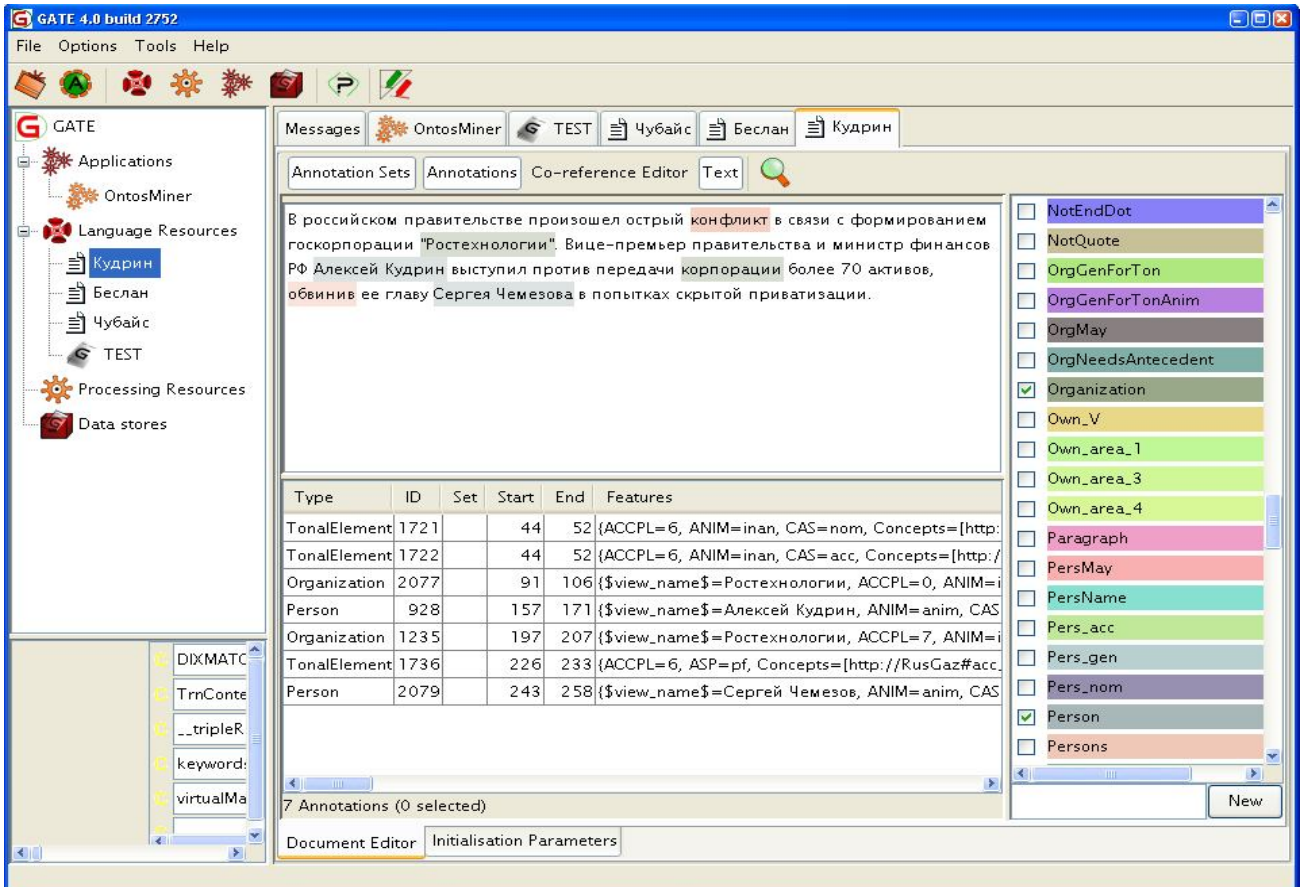 GATE 4.0 build 2752
File Options Tools Help
GATE
Applications
OntosMiner
Language Resources
Кудрин
Беслан
Чубайс
TEST
Processing Resources
Data stores
DIXMATC
TrnConte
__tripleR
keyword:
virtualMa
Messages OntosMiner TEST Чубайс Беслан Кудрин
Annotation Sets Annotations Co-reference Editor Text
В российском правительстве произошел острый конфликт в связи с формированием
госкорпорации "Ростехнологии". Вице-премьер правительства и министр финансов
РФ Алексей Кудрин выступил против передачи корпорации более 70 активов,
обвинив ее главу Сергея Чемезова в попытках скрытой приватизации.
Type ID Set Start End Features
TonalElement 1721 44 52 {ACCPL=6, ANIM=inan, CAS=nom, Concepts=[http:
TonalElement 1722 44 52 {ACCPL=6, ANIM=inan, CAS=acc, Concepts=[http:/
Organization 2077 91 106 {$view_name$=Ростехнологии, ACCPL=0, ANIM=i
Person 928 157 171 {$view_name$=Алексей Кудрин, ANIM=anim, CAS
Organization 1235 197 207 {$view_name$=Ростехнологии, ACCPL=7, ANIM=i
TonalElement 1736 226 233 {ACCPL=6, ASP=pf, Concepts=[http://RusGaz#acc_
Person 2079 243 258 {$view_name$=Сергей Чемезов, ANIM=anim, CAS
7 Annotations (0 selected)
Document Editor Initialisation Parameters
NotEndDot
NotQuote
OrgGenForTon
OrgGenForTonAnim
OrgMay
OrgNeedsAntecedent
Organization
Own_V
Own_area_1
Own_area_3
Own_area_4
Paragraph
PersMay
PersName
Pers_acc
Pers_gen
Pers_nom
Person
Persons
New